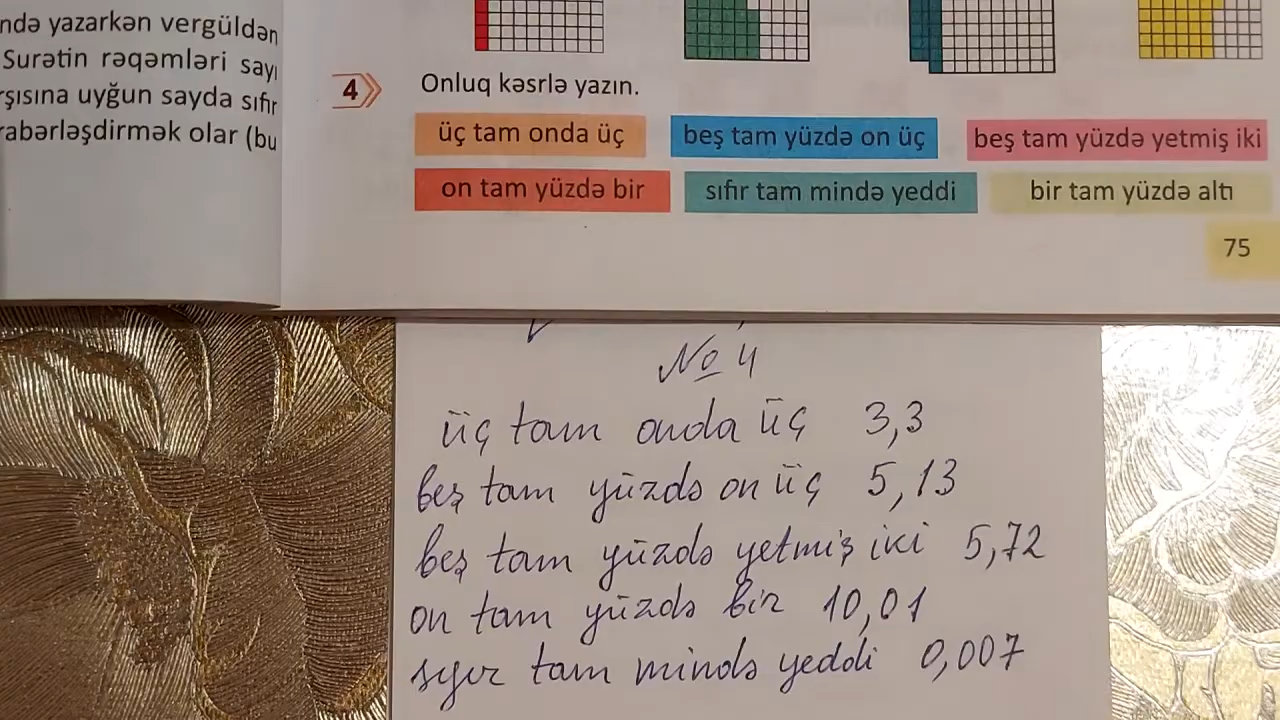 ndə yazarkən vergüldən
Surətin rəqəmləri sayı
rşısına uyğun sayda sıfır
rabərləşdirmək olar (bu
4 Onluq kəsrlə yazın.
üç tam onda üç beş tam yüzdə on üç beş tam yüzdə yetmiş iki
on tam yüzdə bir sıfır tam mində yeddi bir tam yüzdə altı
75
№ 4
üç tam onda üç 3,3
beş tam yüzdə on üç 5,13
beş tam yüzdə yetmiş iki 5,72
on tam yüzdə bir 10,01
tam mində yeddi 0,007